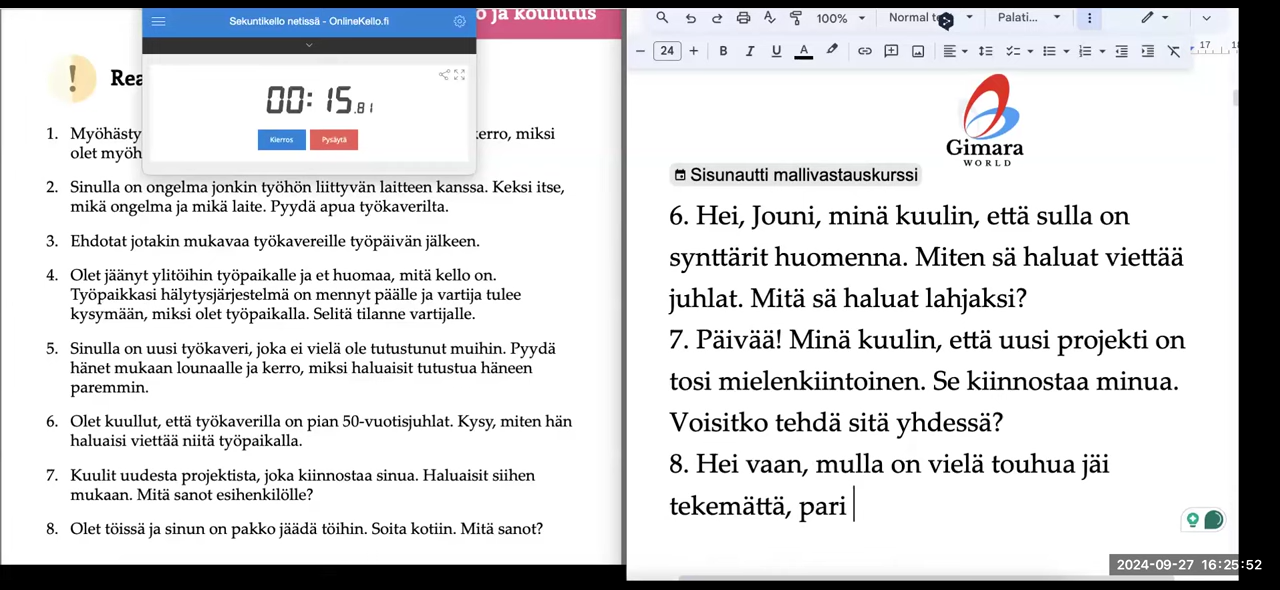 Sekuntikello netissä - OnlineKello.fi
o ja koulutus
00:15.81
Kierros
Pysäytä
!
Rea
1. Myöhästy
kerro, miksi
olet myöh
2. Sinulla on ongelma jonkin työhön liittyvän laitteen kanssa. Keksi itse,
mikä ongelma ja mikä laite. Pyydä apua työkaverilta.
3. Ehdotat jotakin mukavaa työkavereille työpäivän jälkeen.
4. Olet jäänyt ylitöihin työpaikalle ja et huomaa, mitä kello on.
Työpaikkasi hälytysjärjestelmä on mennyt päälle ja vartija tulee
kysymään, miksi olet työpaikalla. Selitä tilanne vartijalle.
5. Sinulla on uusi työkaveri, joka ei vielä ole tutustunut muihin. Pyydä
hänet mukaan lounaalle ja kerro, miksi haluaisit tutustua häneen
paremmin.
6. Olet kuullut, että työkaverilla on pian 50-vuotisjuhlat. Kysy, miten hän
haluaisi viettää niitä työpaikalla.
7. Kuulit uudesta projektista, joka kiinnostaa sinua. Haluaisit siihen
mukaan. Mitä sanot esihenkilölle?
8. Olet töissä ja sinun on pakko jäädä töihin. Soita kotiin. Mitä sanot?
100%
Normal te
Palati...
24
B I U A
17
Gimara
WORLD
Sisunautti mallivastauskurssi
6. Hei, Jouni, minä kuulin, että sulla on
synttärit huomenna. Miten sä haluat viettää
juhlat. Mitä sä haluat lahjaksi?
7. Päivää! Minä kuulin, että uusi projekti on
tosi mielenkiintoinen. Se kiinnostaa minua.
Voisitko tehdä sitä yhdessä?
8. Hei vaan, mulla on vielä touhua jäi
tekemättä, pari
2024-09-27 16:25:52